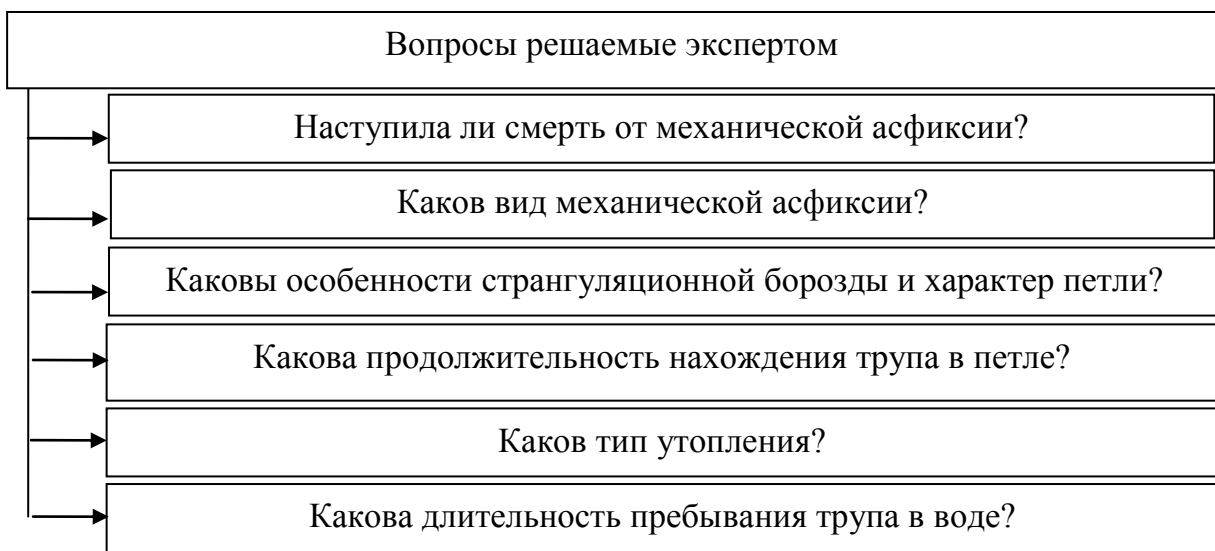 Вопросы решаемые экспертом
Наступила ли смерть от механической асфиксии?
Каков вид механической асфиксии?
Каковы особенности странгуляционной борозды и характер петли?
Какова продолжительность нахождения трупа в петле?
Каков тип утопления?
Какова длительность пребывания трупа в воде?